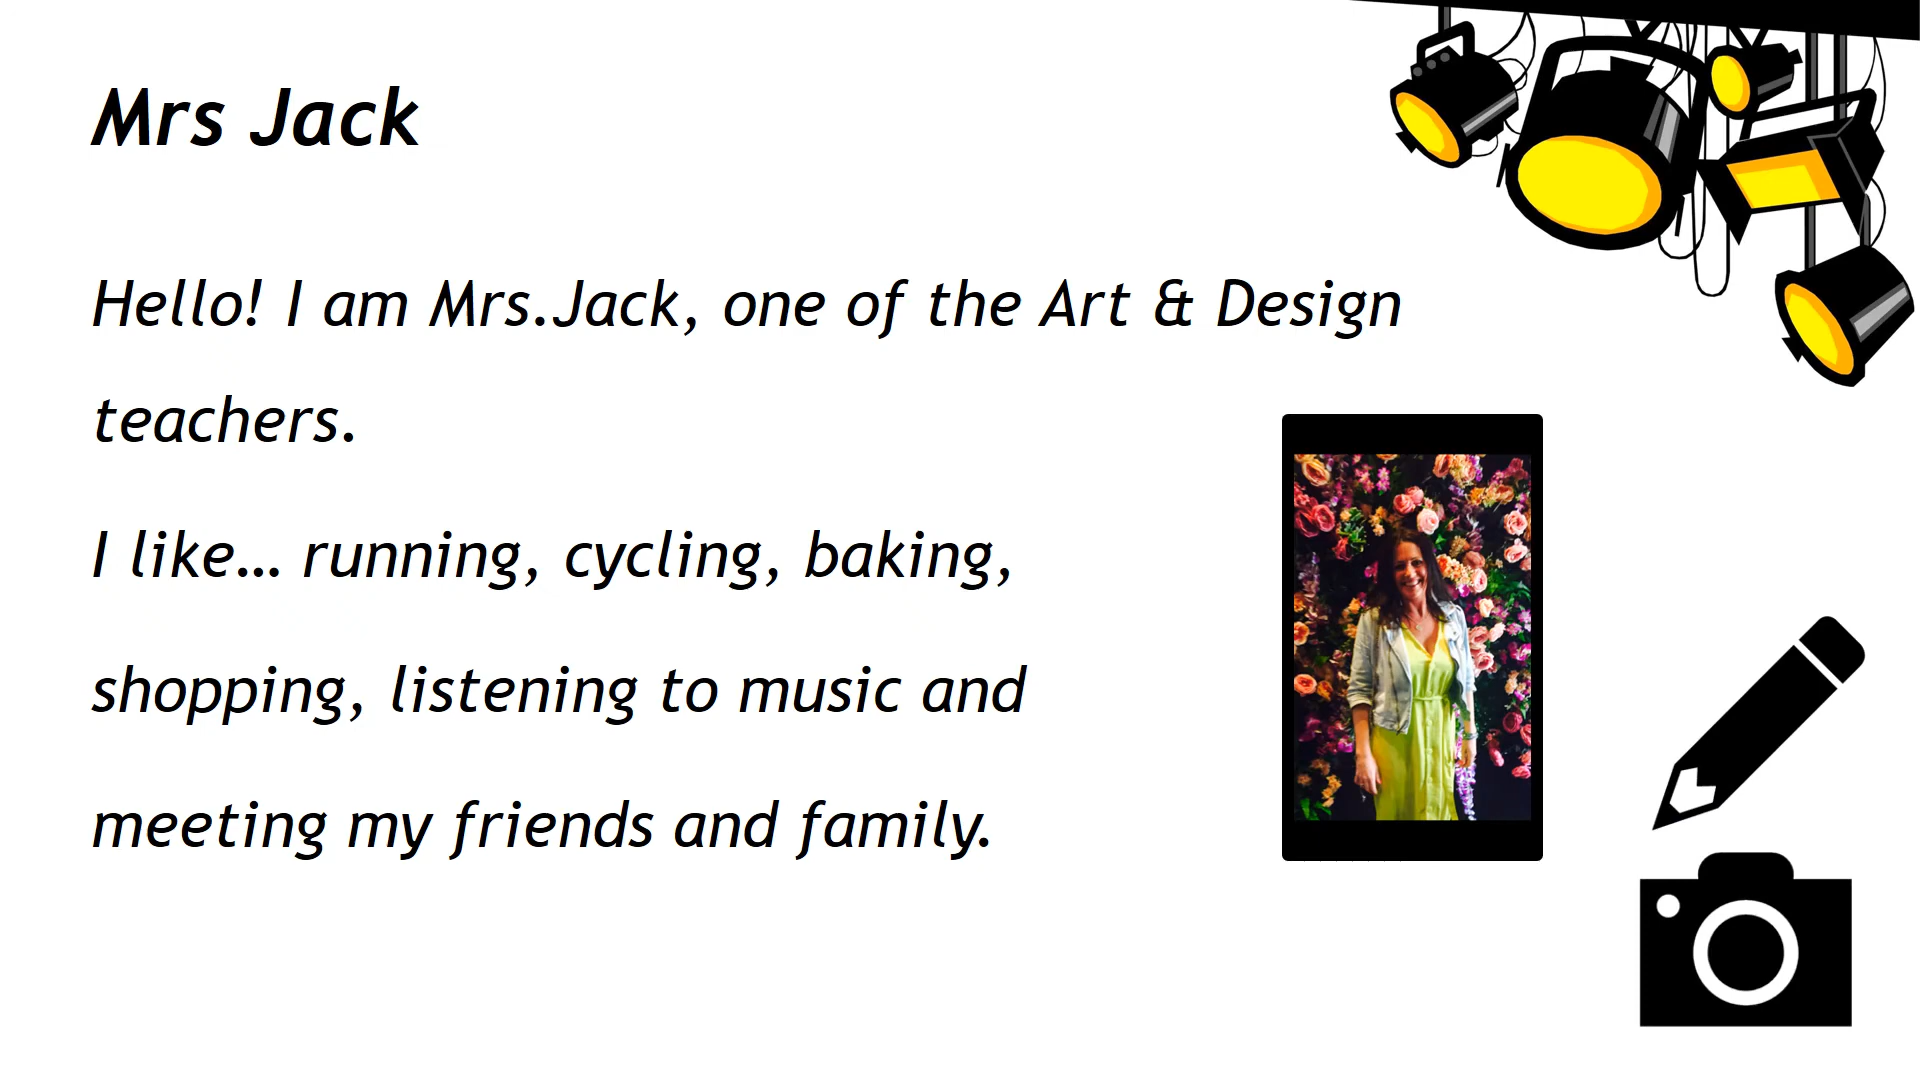 Mrs Jack
Hello! I am Mrs.Jack, one of the Art & Design
teachers.
I like… running, cycling, baking,
shopping, listening to music and
meeting my friends and family.